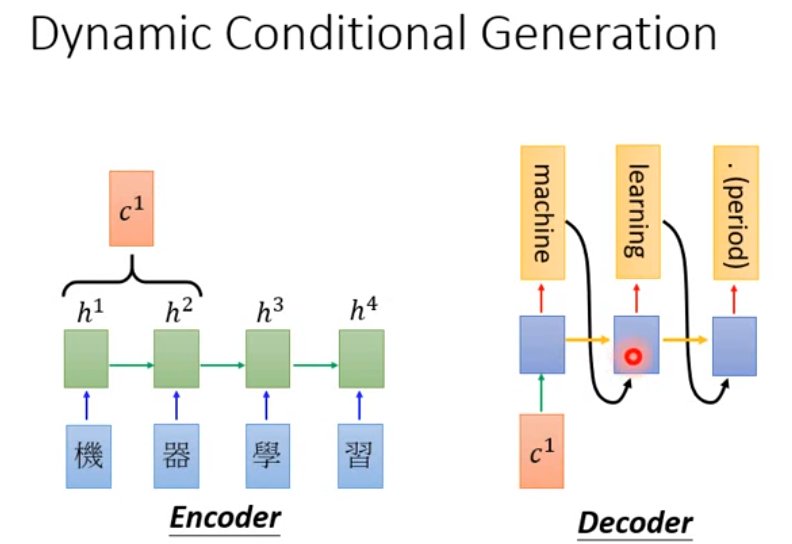 Dynamic Conditional Generation
c¹
h¹ h² h³ h⁴
機 器 學 習
Encoder
machine
learning
. (period)
c¹
Decoder